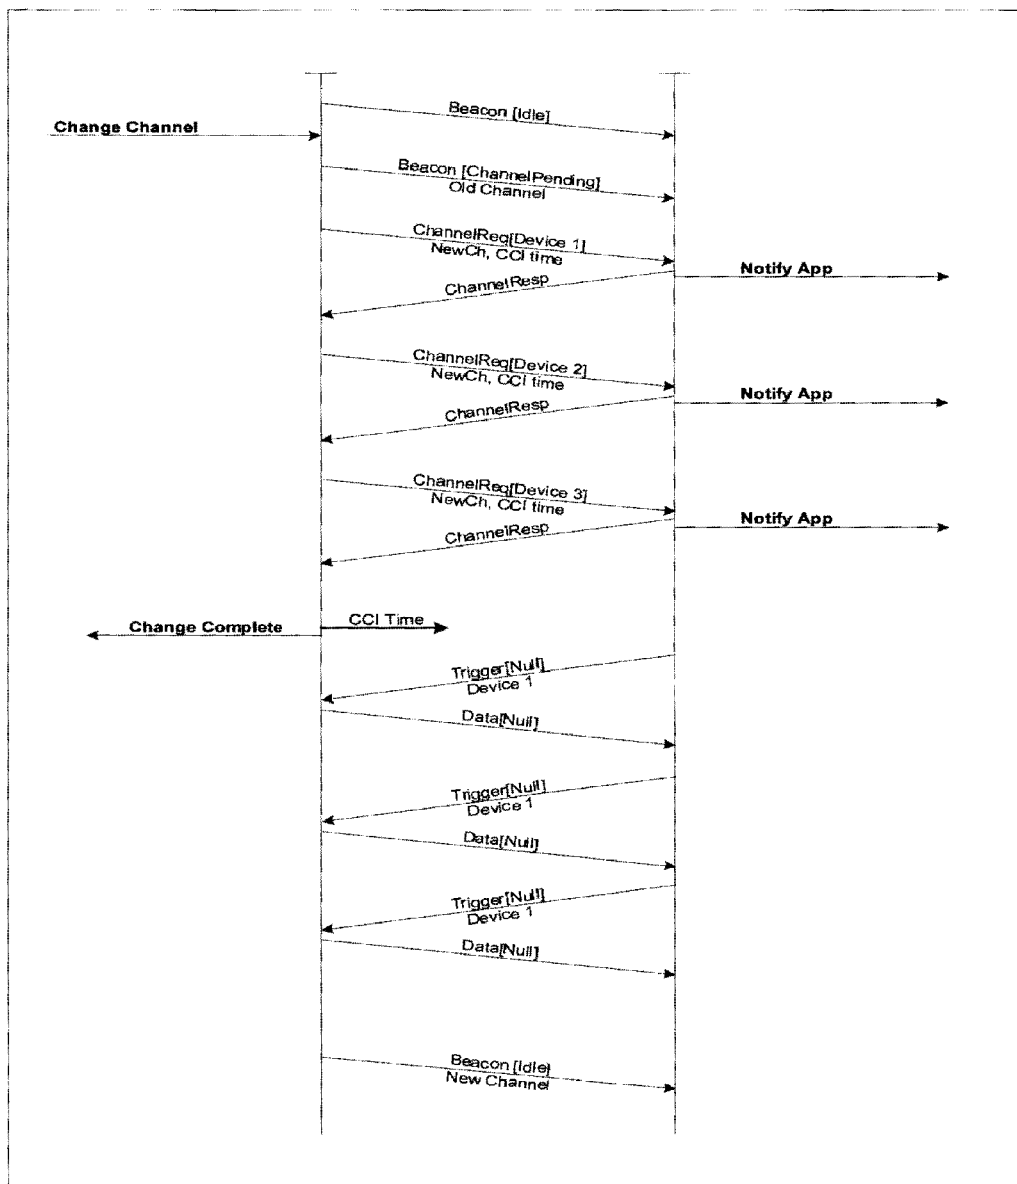 Beacon [Idle]
Change Channel
Beacon [ChannelPending]
Old Channel
ChannelReq[Device 1]
NewCh, CCI time
ChannelResp
Notify App
ChannelReq[Device 2]
NewCh, CCI time
ChannelResp
Notify App
ChannelReq[Device 3]
NewCh, CCI time
ChannelResp
Notify App
Change Complete
CCI Time
Trigger[Null]
Device 1
Data[Null]
Trigger[Null]
Device 1
Data[Null]
Trigger[Null]
Device 1
Data[Null]
Beacon [Idle]
New Channel